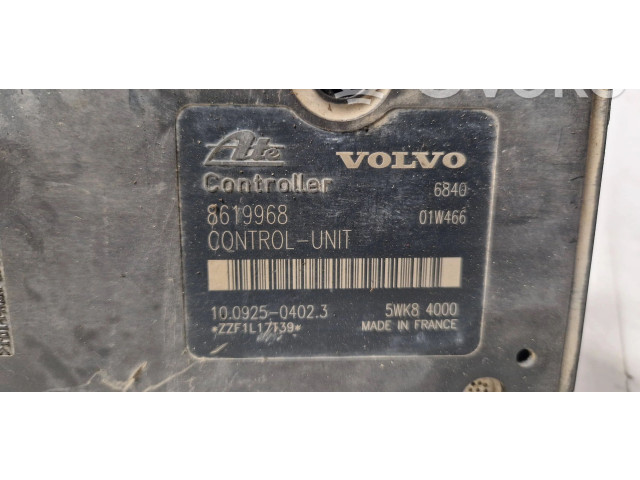 Ate VOLVO
Controller 6840
8619968 01W466
CONTROL-UNIT
10.0925-0402.3 5WK8 4000
*ZZF1L17139* MADE IN FRANCE